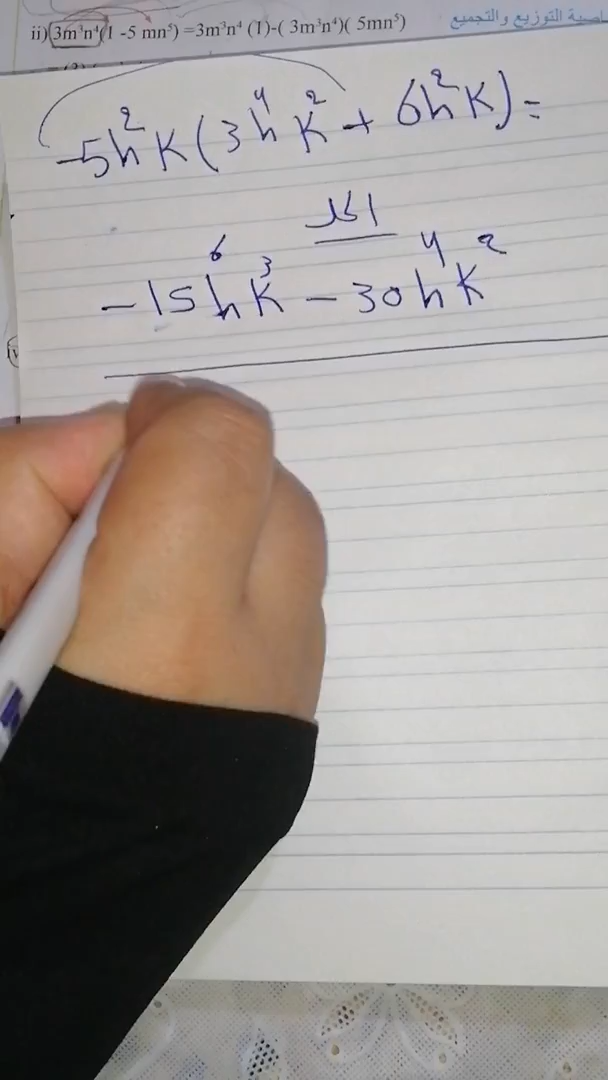 ii) 3m³n⁴(1 -5 mn⁵) =3m³n⁴ (1)-( 3m³n⁴)( 5mn⁵) خاصية التوزيع والتجميع
-5h²K(3h⁴K² + 6h²K) =
الحل
-15h⁶K³ - 30h⁴K²